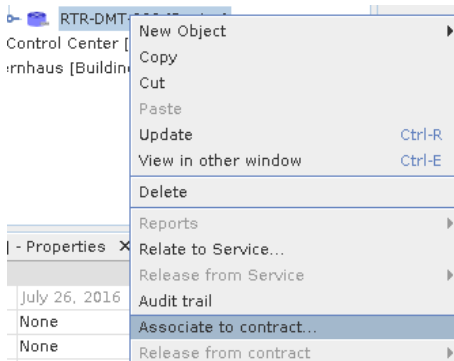 RTR-DMT-
Control Center [
rnhaus [Building
New Object
Copy
Cut
Paste
Update Ctrl-R
View in other window Ctrl-E
Delete
Reports
Relate to Service...
Release from Service
Audit trail
Associate to contract...
Release from contract
] - Properties X
July 26, 2016
None
None